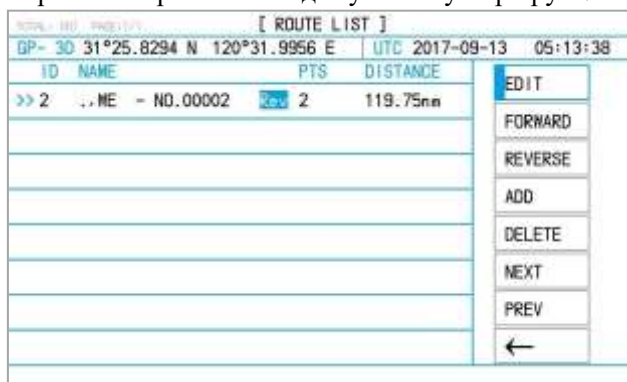 [ ROUTE LIST ]
GP- 3D 31°25.8294 N 120°31.9956 E UTC 2017-09-13 05:13:38
ID NAME PTS DISTANCE
>> 2 ..ME - NO.00002 Rev 2 119.75nm
EDIT
FORWARD
REVERSE
ADD
DELETE
NEXT
PREV
←